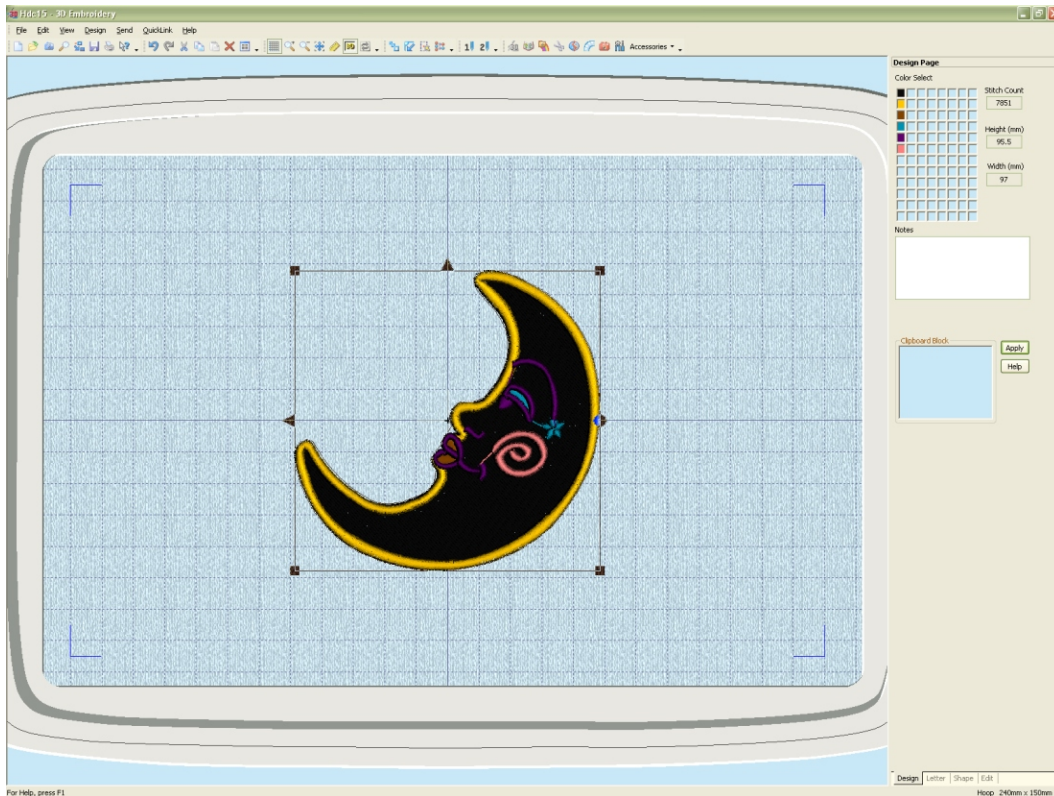 Hdc15 - 3D Embroidery
File Edit View Design Send QuickLink Help
Accessories
Design Page
Color Select
Stitch Count
7851
Height (mm)
95.5
Width (mm)
97
Notes
Clipboard Block
Apply
Help
Design Letter Shape Edit
For Help, press F1
Hoop 240mm x 150mm